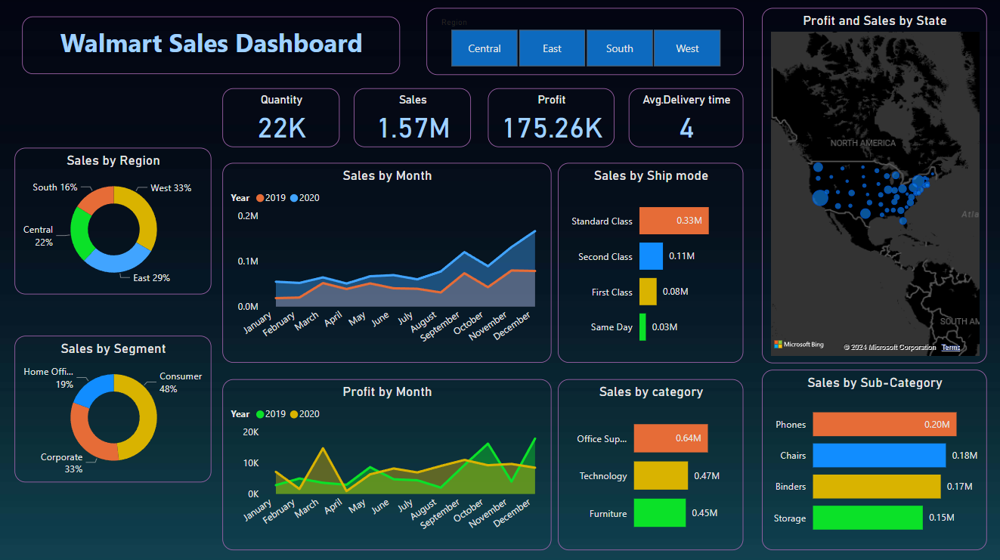 Walmart Sales Dashboard
Region
Central
East
South
West
Quantity
22K
Sales
1.57M
Profit
175.26K
Avg.Delivery time
4
Profit and Sales by State
NORTH AMERICA
Atla
SOUTH AM
Microsoft Bing
© 2024 Microsoft Corporation
Terms
Sales by Region
South 16%
West 33%
Central
22%
East 29%
Sales by Month
Year
2019
2020
0.2M
0.1M
0.0M
January
February
March
April
May
June
July
August
September
October
November
December
Sales by Ship mode
Standard Class
0.33M
Second Class
0.11M
First Class
0.08M
Same Day
0.03M
Sales by Segment
Home Offi...
19%
Consumer
48%
Corporate
33%
Profit by Month
Year
2019
2020
20K
10K
0K
January
February
March
April
May
June
July
August
September
October
November
December
Sales by category
Office Sup...
0.64M
Technology
0.47M
Furniture
0.45M
Sales by Sub-Category
Phones
0.20M
Chairs
0.18M
Binders
0.17M
Storage
0.15M